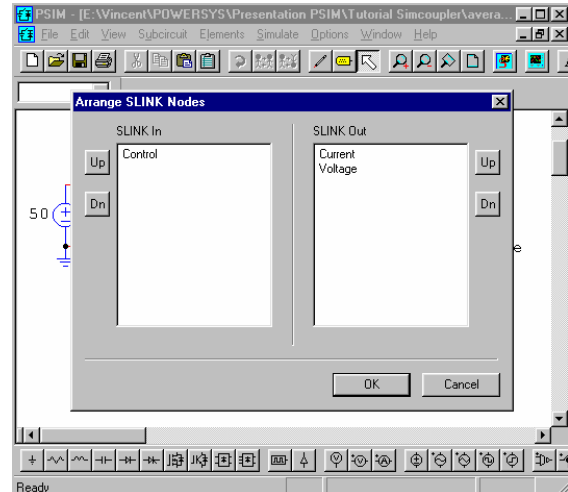 PSIM - [E:\Vincent\POWERSYS\Presentation PSIM\Tutorial Simcoupler\avera...
File Edit View Subcircuit Elements Simulate Options Window Help
Arrange SLINK Nodes
SLINK In
SLINK Out
Control
Current
Voltage
Up
Dn
Up
Dn
50
e
OK
Cancel
Ready